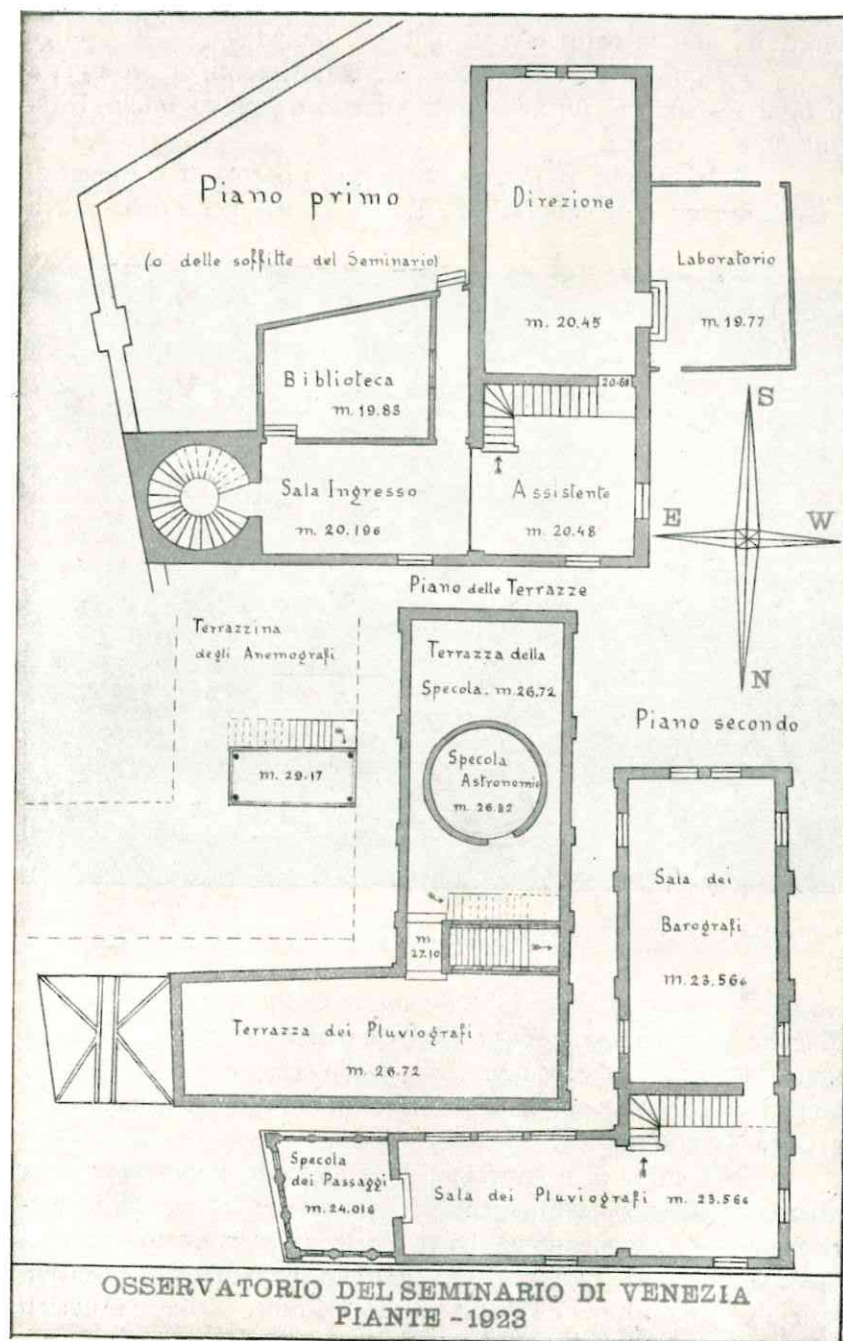 Piano primo
(o delle soffitte del Seminario)
Direzione
m. 20.45
Laboratorio
m. 19.77
Biblioteca
m. 19.83
20.68
Sala Ingresso
m. 20.196
Assistente
m. 20.48
S
E
W
N
Piano delle Terrazze
Terrazzina
degli Anemografi
m. 29.17
Terrazza della
Specola. m. 26.72
Specola
Astronomic
m. 26.82
m
27.10
Terrazza dei Pluviografi
m. 26.72
Piano secondo
Sala dei
Barografi
m. 23.566
Specola
dei Passaggi
m. 24.016
Sala dei Pluviografi m. 23.566
OSSERVATORIO DEL SEMINARIO DI VENEZIA
PIANTE - 1923